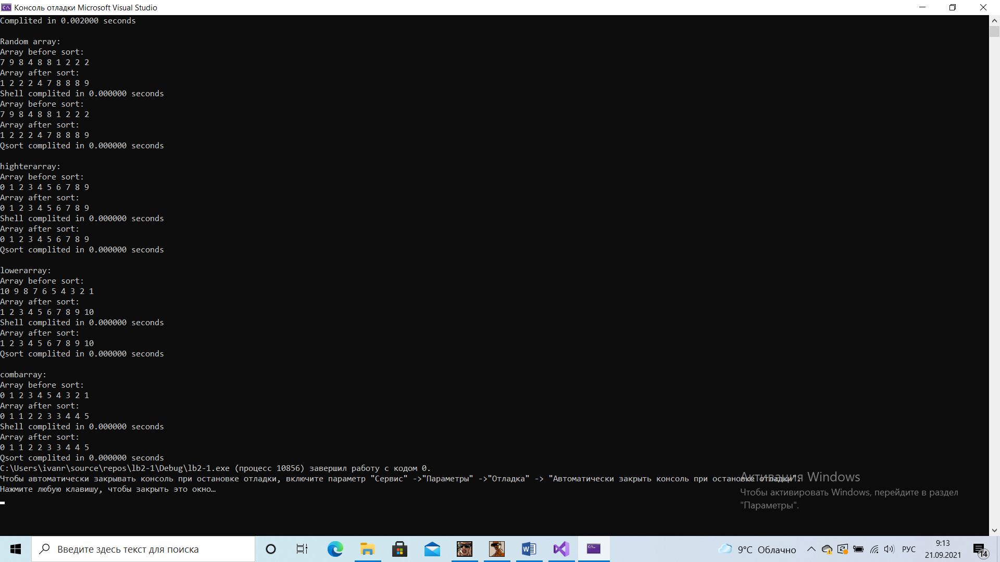 Консоль отладки Microsoft Visual Studio
Complited in 0.002000 seconds
Random array:
Array before sort:
7 9 8 4 8 8 1 2 2 2
Array after sort:
1 2 2 2 4 7 8 8 8 9
Shell complited in 0.000000 seconds
Array before sort:
7 9 8 4 8 8 1 2 2 2
Array after sort:
1 2 2 2 4 7 8 8 8 9
Qsort complited in 0.000000 seconds
highterarray:
Array before sort:
0 1 2 3 4 5 6 7 8 9
Array after sort:
0 1 2 3 4 5 6 7 8 9
Shell complited in 0.000000 seconds
Array after sort:
0 1 2 3 4 5 6 7 8 9
Qsort complited in 0.000000 seconds
lowerarray:
Array before sort:
10 9 8 7 6 5 4 3 2 1
Array after sort:
1 2 3 4 5 6 7 8 9 10
Shell complited in 0.000000 seconds
Array after sort:
1 2 3 4 5 6 7 8 9 10
Qsort complited in 0.000000 seconds
combarray:
Array before sort:
0 1 2 3 4 5 4 3 2 1
Array after sort:
0 1 1 2 2 3 3 4 4 5
Shell complited in 0.000000 seconds
Array after sort:
0 1 1 2 2 3 3 4 4 5
Qsort complited in 0.000000 seconds
C:\Users\ivanr\source\repos\lb2-1\Debug\lb2-1.exe (процесс 10856) завершил работу с кодом 0.
Чтобы автоматически закрывать консоль при остановке отладки, включите параметр "Сервис" ->"Параметры" ->"Отладка" -> "Автоматически закрыть консоль при остановке отладки".
Нажмите любую клавишу, чтобы закрыть это окно…
Активация Windows
Чтобы активировать Windows, перейдите в раздел
"Параметры".
Введите здесь текст для поиска
9°C Облачно
РУС
9:13
21.09.2021
14